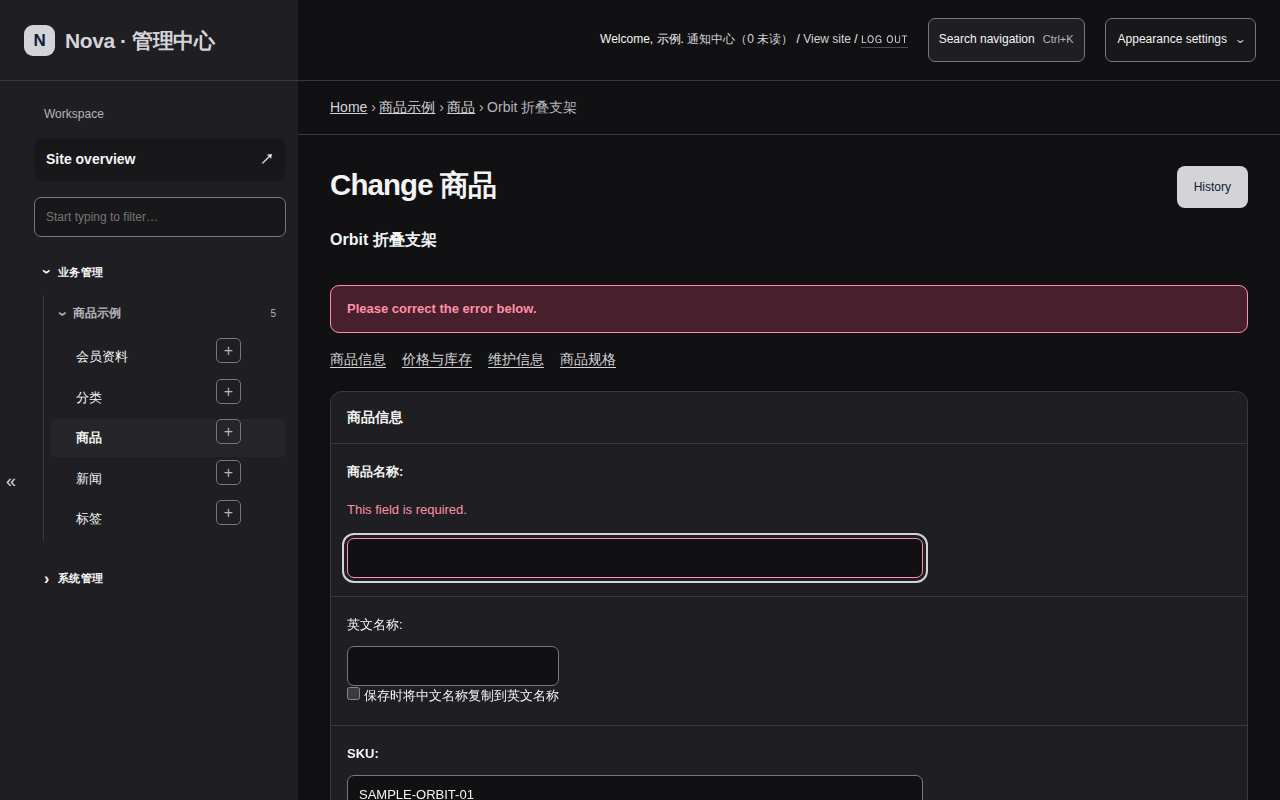 N Nova · 管理中心
Welcome, 示例. 通知中心（0 未读） / View site / LOG OUT
Search navigation Ctrl+K
Appearance settings
Workspace
Site overview ↗
Start typing to filter…
业务管理
商品示例 5
会员资料 +
分类 +
商品 +
新闻 +
标签 +
系统管理
«
Home › 商品示例 › 商品 › Orbit 折叠支架
Change 商品
History
Orbit 折叠支架
Please correct the error below.
商品信息 价格与库存 维护信息 商品规格
商品信息
商品名称:
This field is required.
英文名称:
保存时将中文名称复制到英文名称
SKU:
SAMPLE-ORBIT-01